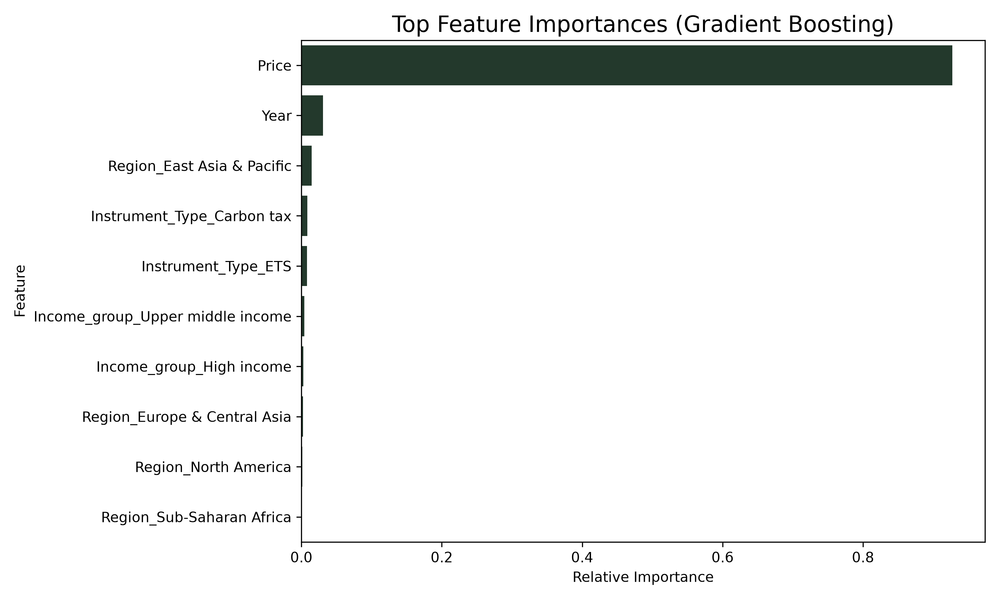 Top Feature Importances (Gradient Boosting)
Feature
Price
Year
Region_East Asia & Pacific
Instrument_Type_Carbon tax
Instrument_Type_ETS
Income_group_Upper middle income
Income_group_High income
Region_Europe & Central Asia
Region_North America
Region_Sub-Saharan Africa
0.0 0.2 0.4 0.6 0.8
Relative Importance